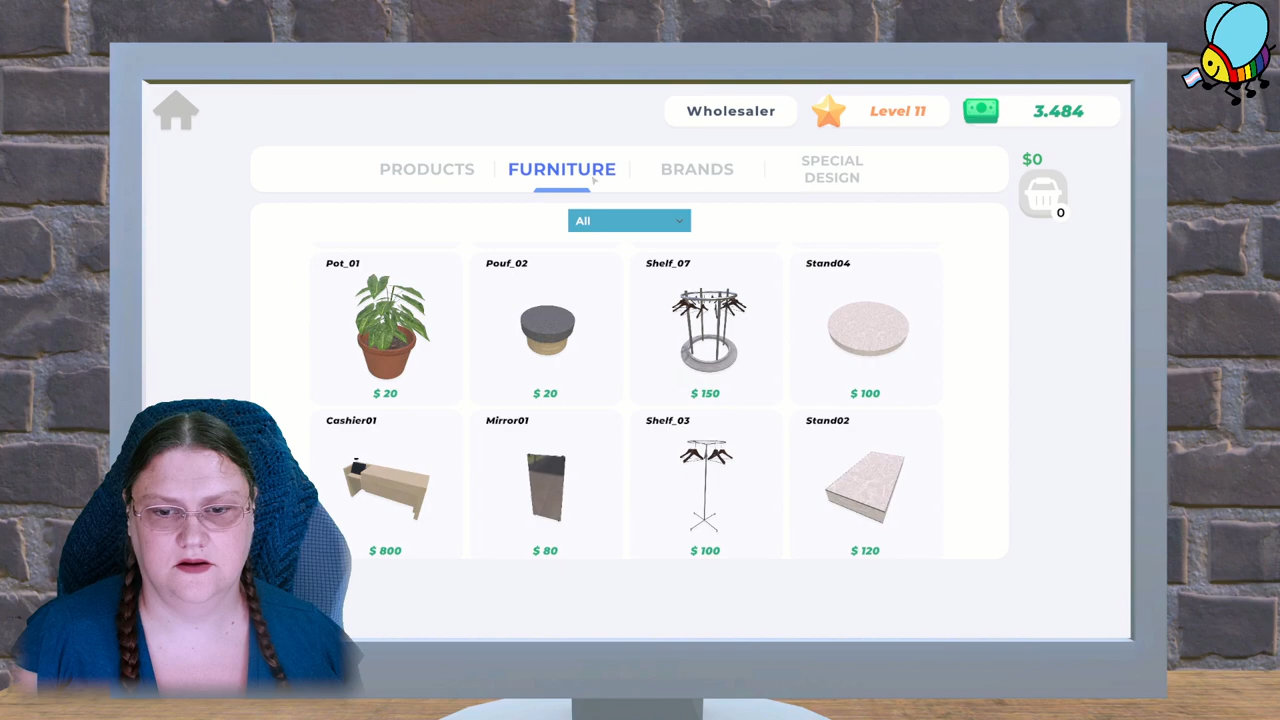 Wholesaler
Level 11
3.484
PRODUCTS
FURNITURE
BRANDS
SPECIAL
DESIGN
$0
0
All
Pot_01
Pouf_02
Shelf_07
Stand04
$ 20
$ 20
$ 150
$ 100
Cashier01
Mirror01
Shelf_03
Stand02
$ 800
$ 80
$ 100
$ 120